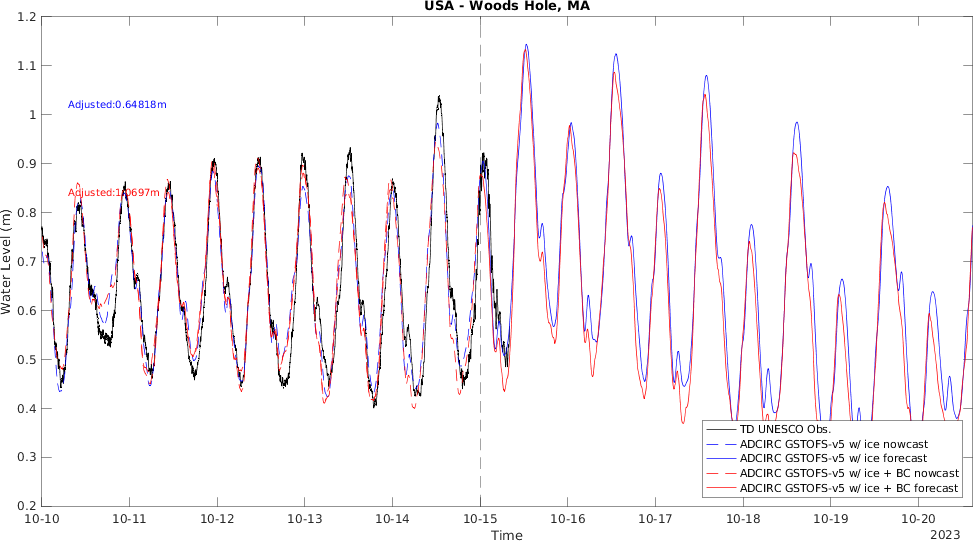 USA - Woods Hole, MA
1.2
1.1
1
0.9
0.8
0.7
0.6
0.5
0.4
0.3
0.2
Water Level (m)
Adjusted:0.64818m
Adjusted:1.0697m
TD UNESCO Obs.
ADCIRC GSTOFS-v5 w/ ice nowcast
ADCIRC GSTOFS-v5 w/ ice forecast
ADCIRC GSTOFS-v5 w/ ice + BC nowcast
ADCIRC GSTOFS-v5 w/ ice + BC forecast
10-10 10-11 10-12 10-13 10-14 10-15 10-16 10-17 10-18 10-19 10-20
Time
2023